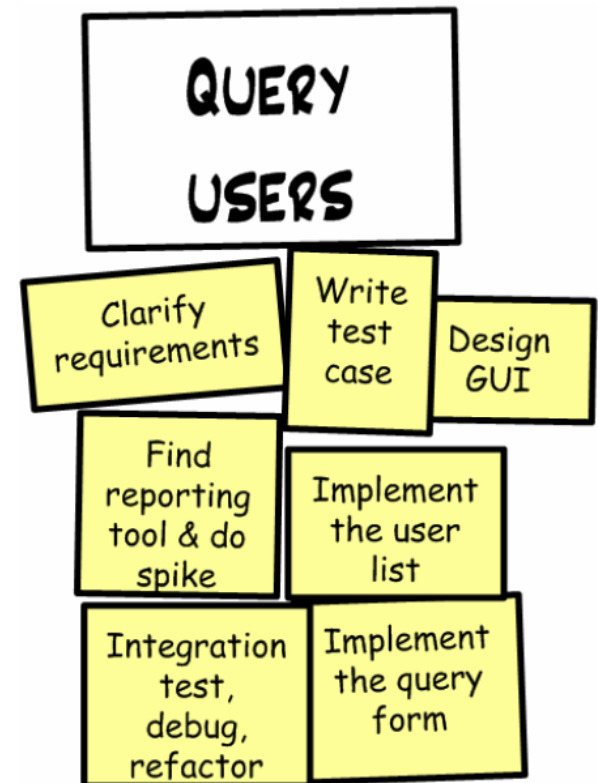 QUERY
USERS
Clarify
requirements
Write
test
case
Design
GUI
Find
reporting
tool & do
spike
Implement
the user
list
Integration
test,
debug,
refactor
Implement
the query
form